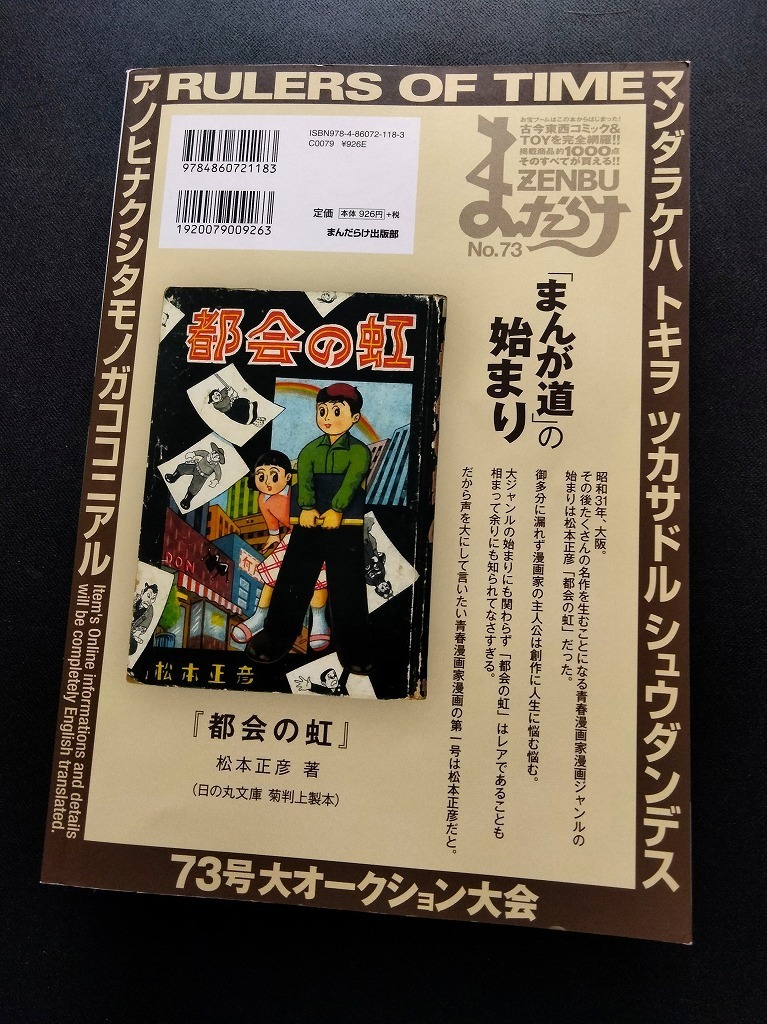 RULERS OF TIME
マンダラケハ トキヲ ツカサドル シュウダンデス
アノヒナクシタモノガココニアル
ISBN978-4-86072-118-3
C0079 ¥926E
9784860721183
1920079009263
定価 本体 926円 +税
まんだらけ出版部
お宝ブームはこの本からはじまった!
古今東西コミック&
TOYを完全網羅!!
掲載商品 約1000点
そのすべてが買える!!
ZENBU
まんだらけ
No.73
「まんが道」の
始まり
昭和31年、大阪。
その後たくさんの名作を生むことになる青春漫画家漫画ジャンルの
始まりは松本正彦「都会の虹」だった。
御多分に漏れず漫画家の主人公は創作に人生に悩む悩む。
大ジャンルの始まりにも関わらず「都会の虹」はレアであることも
相まって余りにも知られてなさすぎる。
だから声を大にして言いたい青春漫画家漫画の第一号は松本正彦だと。
都会の虹
DON
松本正彦
『都会の虹』
松本正彦 著
(日の丸文庫 菊判上製本)
Item's Online informations and details
will be completely English translated.
73号大オークション大会